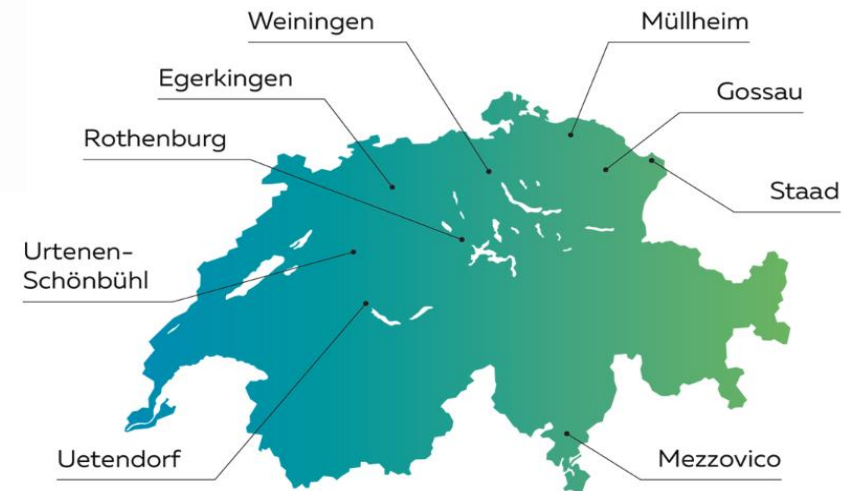 Weiningen
Müllheim
Egerkingen
Gossau
Rothenburg
Staad
Urtenen-
Schönbühl
Uetendorf
Mezzovico